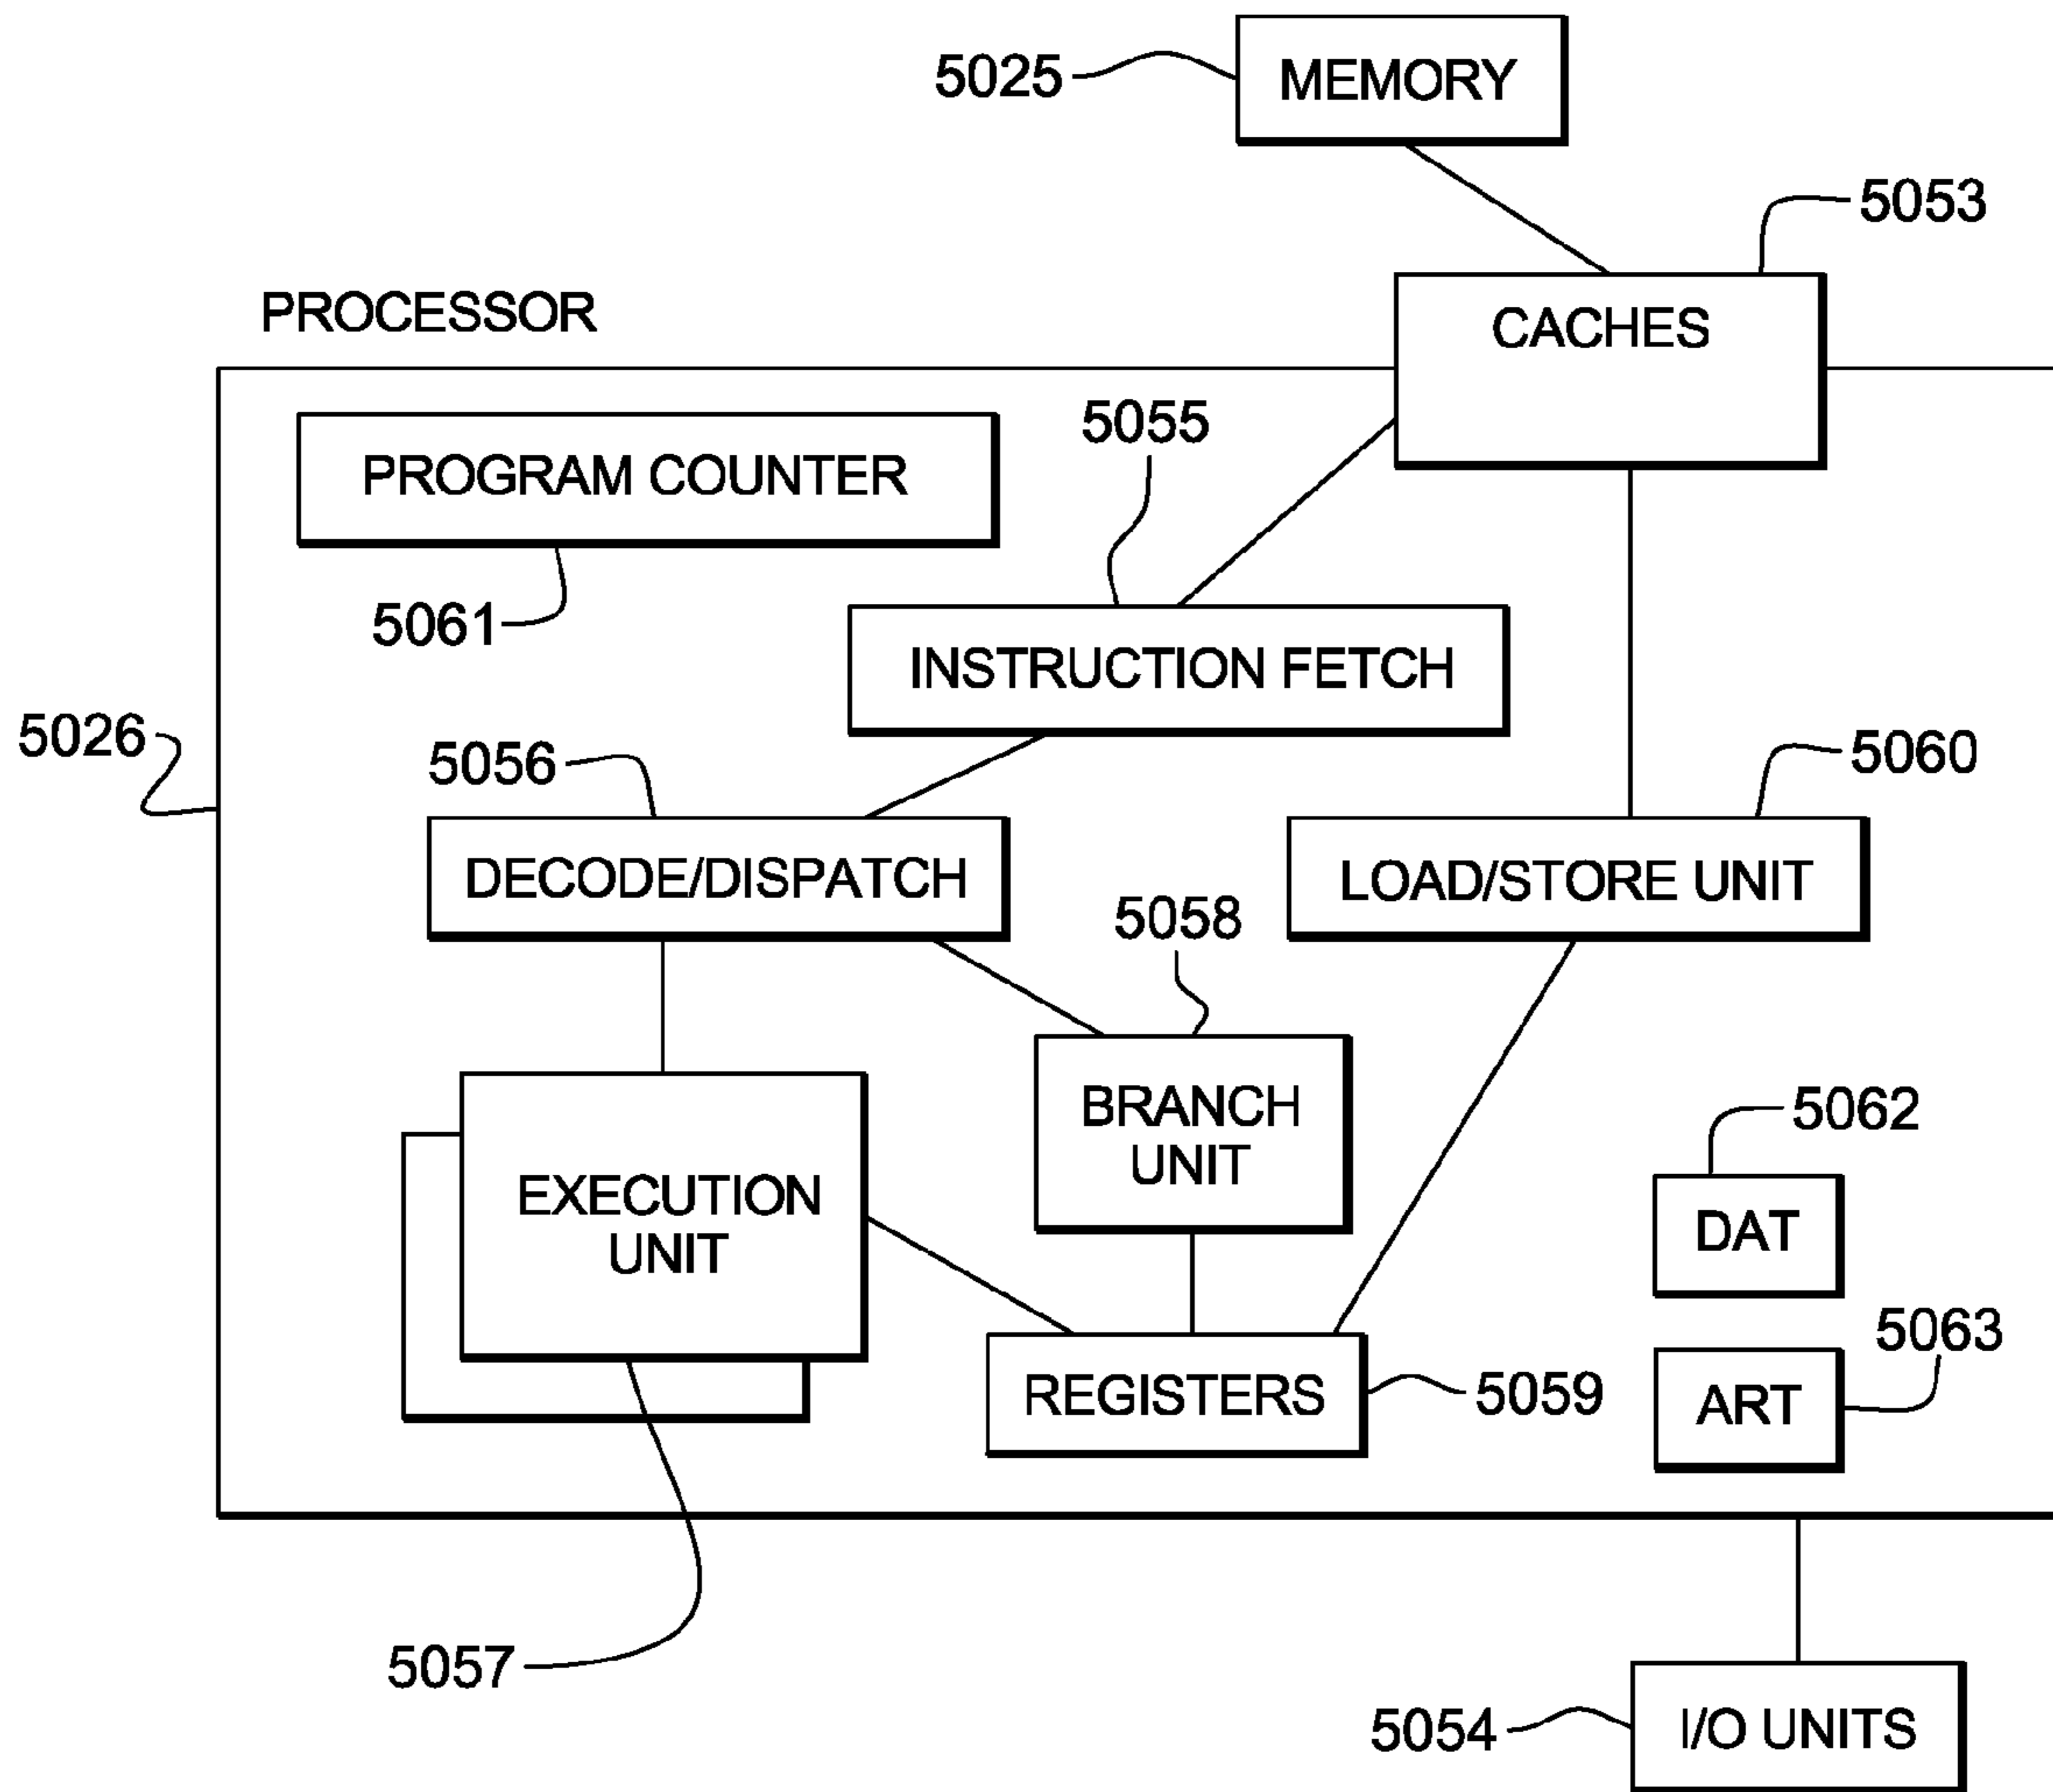 MEMORY
5025
5053
CACHES
PROCESSOR
5055
PROGRAM COUNTER
5061
INSTRUCTION FETCH
5026
5056
5060
DECODE/DISPATCH
LOAD/STORE UNIT
5058
BRANCH
UNIT
5062
EXECUTION
UNIT
DAT
5063
REGISTERS
5059
ART
5057
5054
I/O UNITS